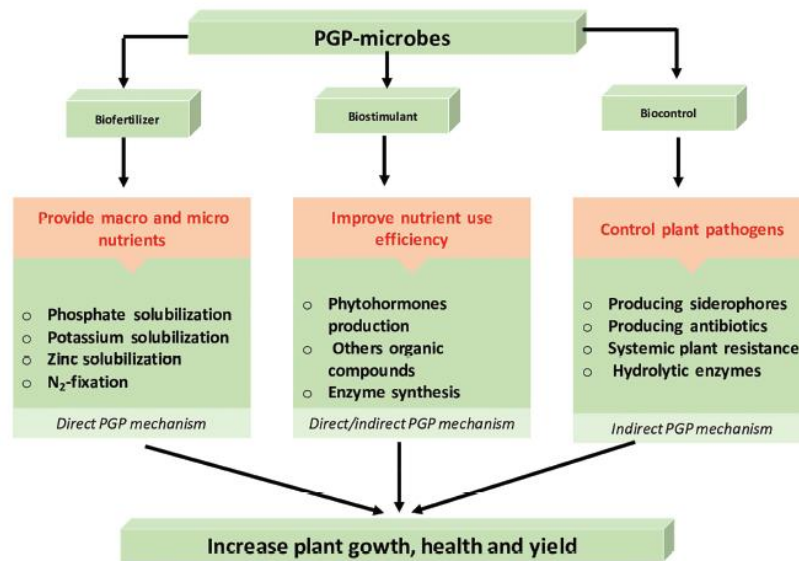 PGP-microbes
Biofertilizer
Biostimulant
Biocontrol
Provide macro and micro
nutrients
○ Phosphate solubilization
○ Potassium solubilization
○ Zinc solubilization
○ N₂-fixation
Direct PGP mechanism
Improve nutrient use
efficiency
○ Phytohormones
production
○ Others organic
compounds
○ Enzyme synthesis
Direct/indirect PGP mechanism
Control plant pathogens
○ Producing siderophores
○ Producing antibiotics
○ Systemic plant resistance
○ Hydrolytic enzymes
Indirect PGP mechanism
Increase plant growth, health and yield